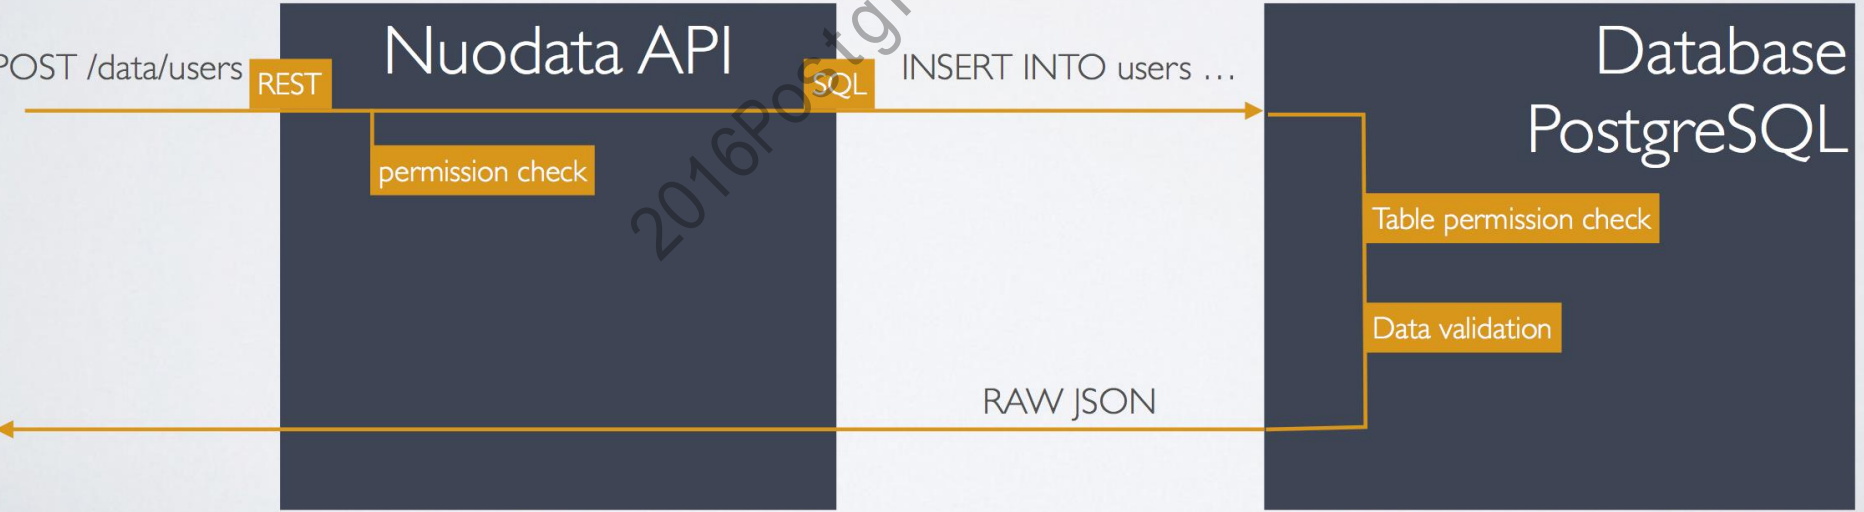 POST /data/users
REST
Nuodata API
SQL
INSERT INTO users ...
Database
PostgreSQL
permission check
Table permission check
Data validation
RAW JSON